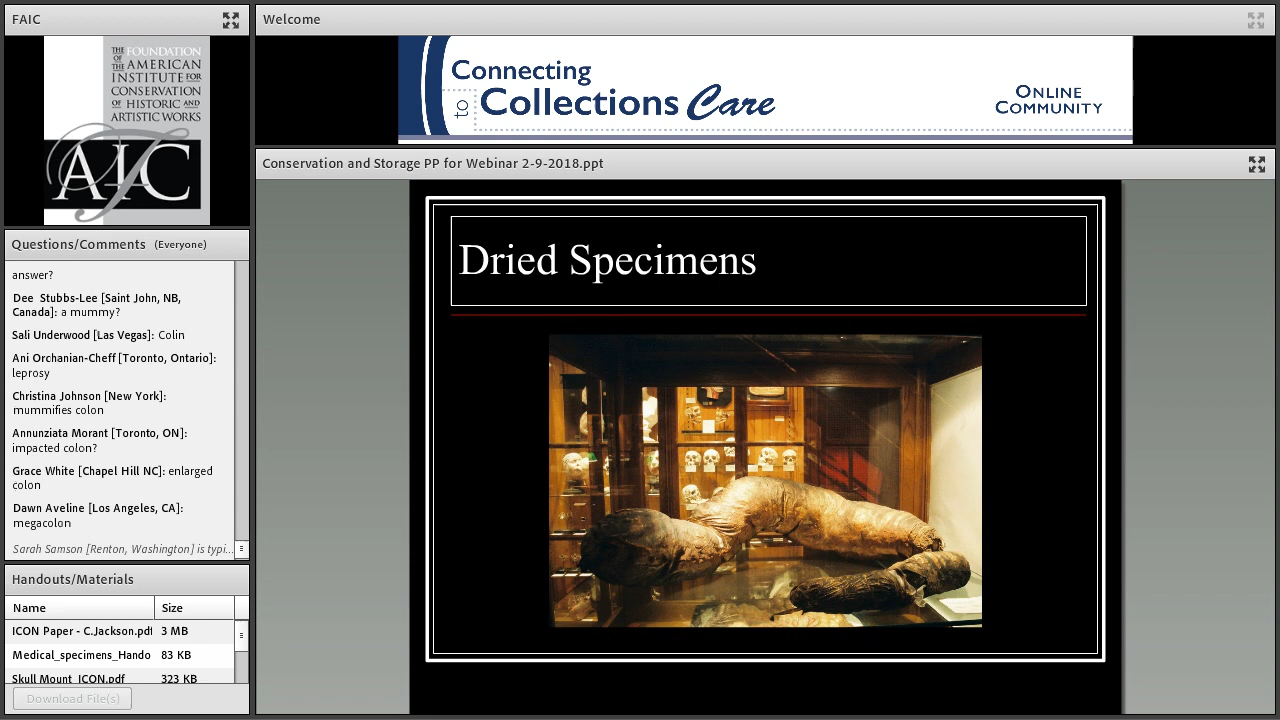 FAIC
THE FOUNDATION
OF THE AMERICAN
INSTITUTE FOR
CONSERVATION
OF HISTORIC AND
ARTISTIC WORKS
AIC
Welcome
Connecting
to Collections Care
ONLINE
COMMUNITY
Questions/Comments (Everyone)
answer?
Dee Stubbs-Lee [Saint John, NB,
Canada]: a mummy?
Sali Underwood [Las Vegas]: Colin
Ani Orchanian-Cheff [Toronto, Ontario]:
leprosy
Christina Johnson [New York]:
mummifies colon
Annunziata Morant [Toronto, ON]:
impacted colon?
Grace White [Chapel Hill NC]: enlarged
colon
Dawn Aveline [Los Angeles, CA]:
megacolon
Sarah Samson [Renton, Washington] is typi...
Handouts/Materials
Name Size
ICON Paper - C.Jackson.pdf 3 MB
Medical_specimens_Hando 83 KB
Skull Mount_ICON.pdf 323 KB
Download File(s)
Conservation and Storage PP for Webinar 2-9-2018.ppt
Dried Specimens